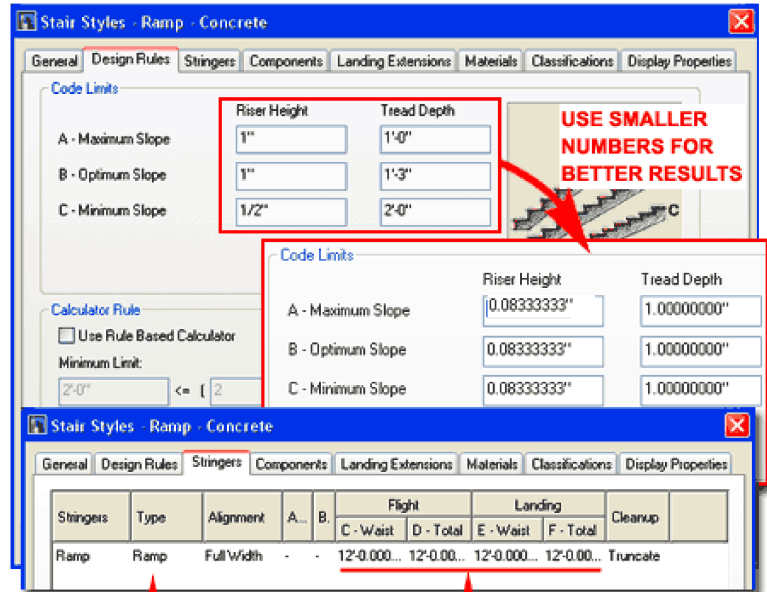 Stair Styles - Ramp - Concrete
General Design Rules Stringers Components Landing Extensions Materials Classifications Display Properties
Code Limits
Riser Height Tread Depth
A - Maximum Slope 1" 1'-0"
B - Optimum Slope 1" 1'-3"
C - Minimum Slope 1/2" 2'-0"
USE SMALLER
NUMBERS FOR
BETTER RESULTS
C
Code Limits
Riser Height Tread Depth
A - Maximum Slope 0.08333333" 1.00000000"
B - Optimum Slope 0.08333333" 1.00000000"
C - Minimum Slope 0.08333333" 1.00000000"
Calculator Rule
Use Rule Based Calculator
Minimum Limit:
2'-0" <= ( 2
Stair Styles - Ramp - Concrete
General Design Rules Stringers Components Landing Extensions Materials Classifications Display Properties
Flight Landing
Stringers Type Alignment A... B. C - Waist D - Total E - Waist F - Total Cleanup
Ramp Ramp Full Width - - 12'-0.000... 12'-0.00... 12'-0.000... 12'-0.00... Truncate